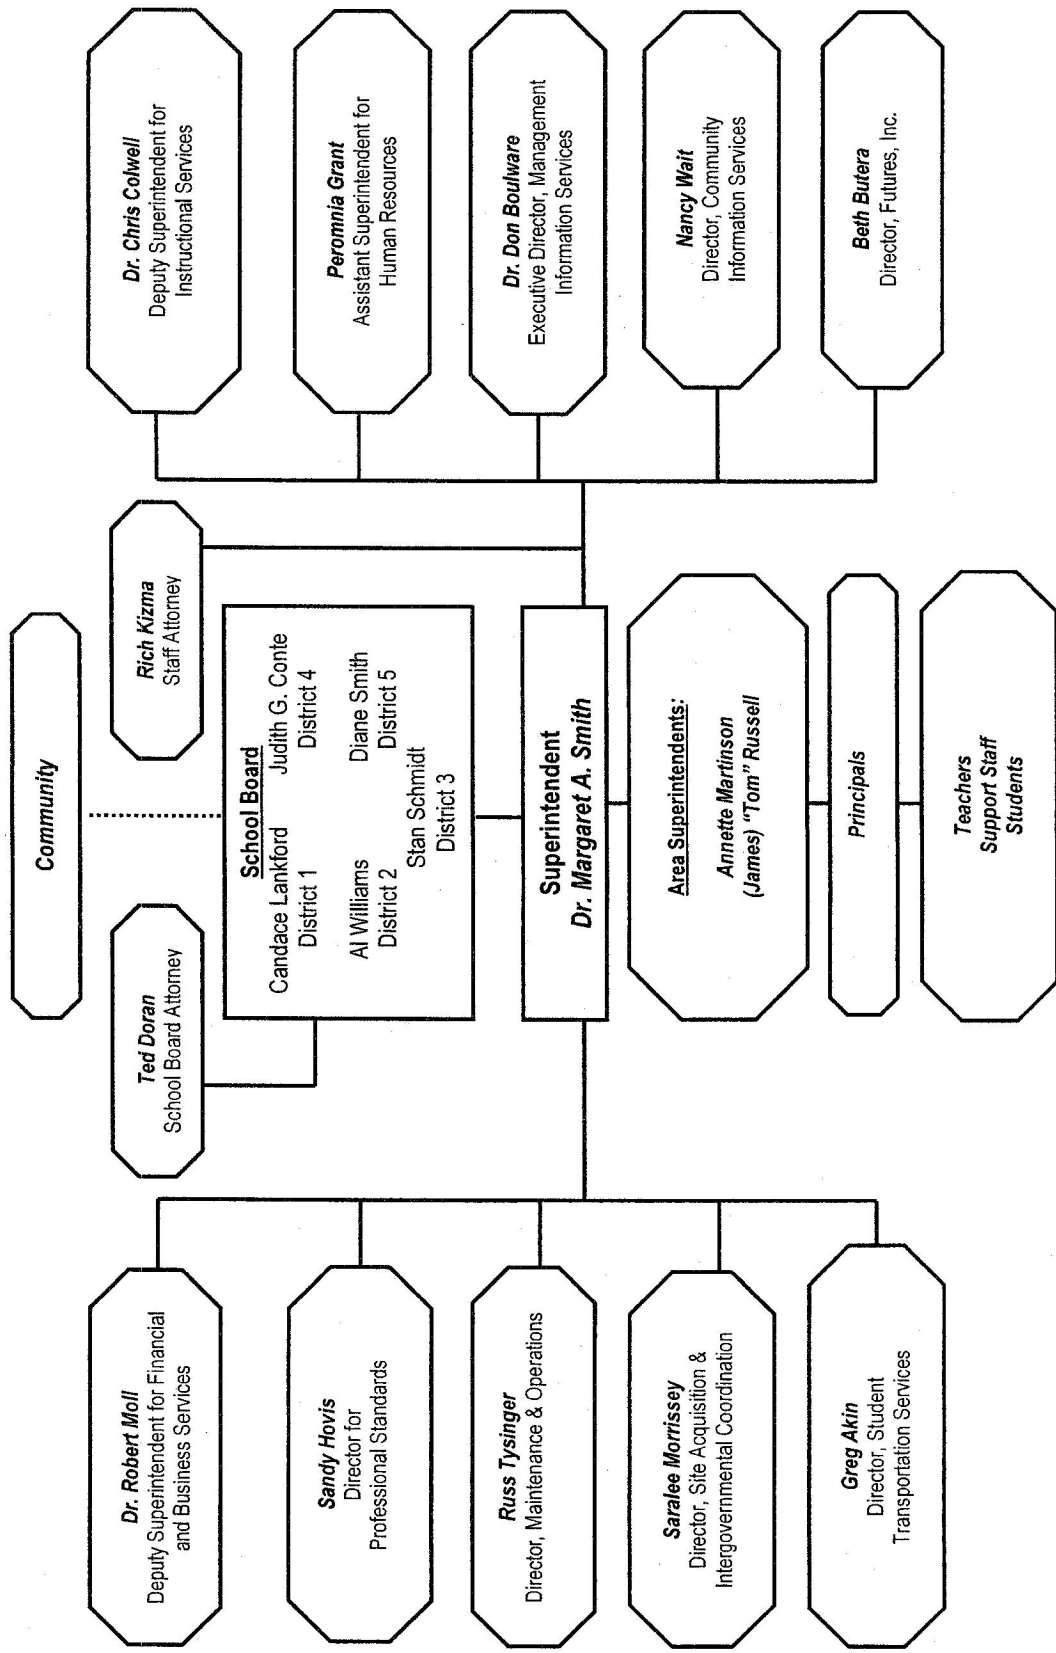 Community
Ted Doran
School Board Attorney
Rich Kizma
Staff Attorney
School Board
Candace Lankford Judith G. Conte
District 1 District 4
Al Williams Diane Smith
District 2 District 5
Stan Schmidt
District 3
Superintendent
Dr. Margaret A. Smith
Area Superintendents:
Annette Martinson
(James) "Tom" Russell
Principals
Teachers
Support Staff
Students
Dr. Robert Moll
Deputy Superintendent for Financial
and Business Services
Sandy Hovis
Director for
Professional Standards
Russ Tysinger
Director, Maintenance & Operations
Saralee Morrissey
Director, Site Acquisition &
Intergovernmental Coordination
Greg Akin
Director, Student
Transportation Services
Dr. Chris Colwell
Deputy Superintendent for
Instructional Services
Peromnia Grant
Assistant Superintendent for
Human Resources
Dr. Don Boulware
Executive Director, Management
Information Services
Nancy Wait
Director, Community
Information Services
Beth Butera
Director, Futures, Inc.